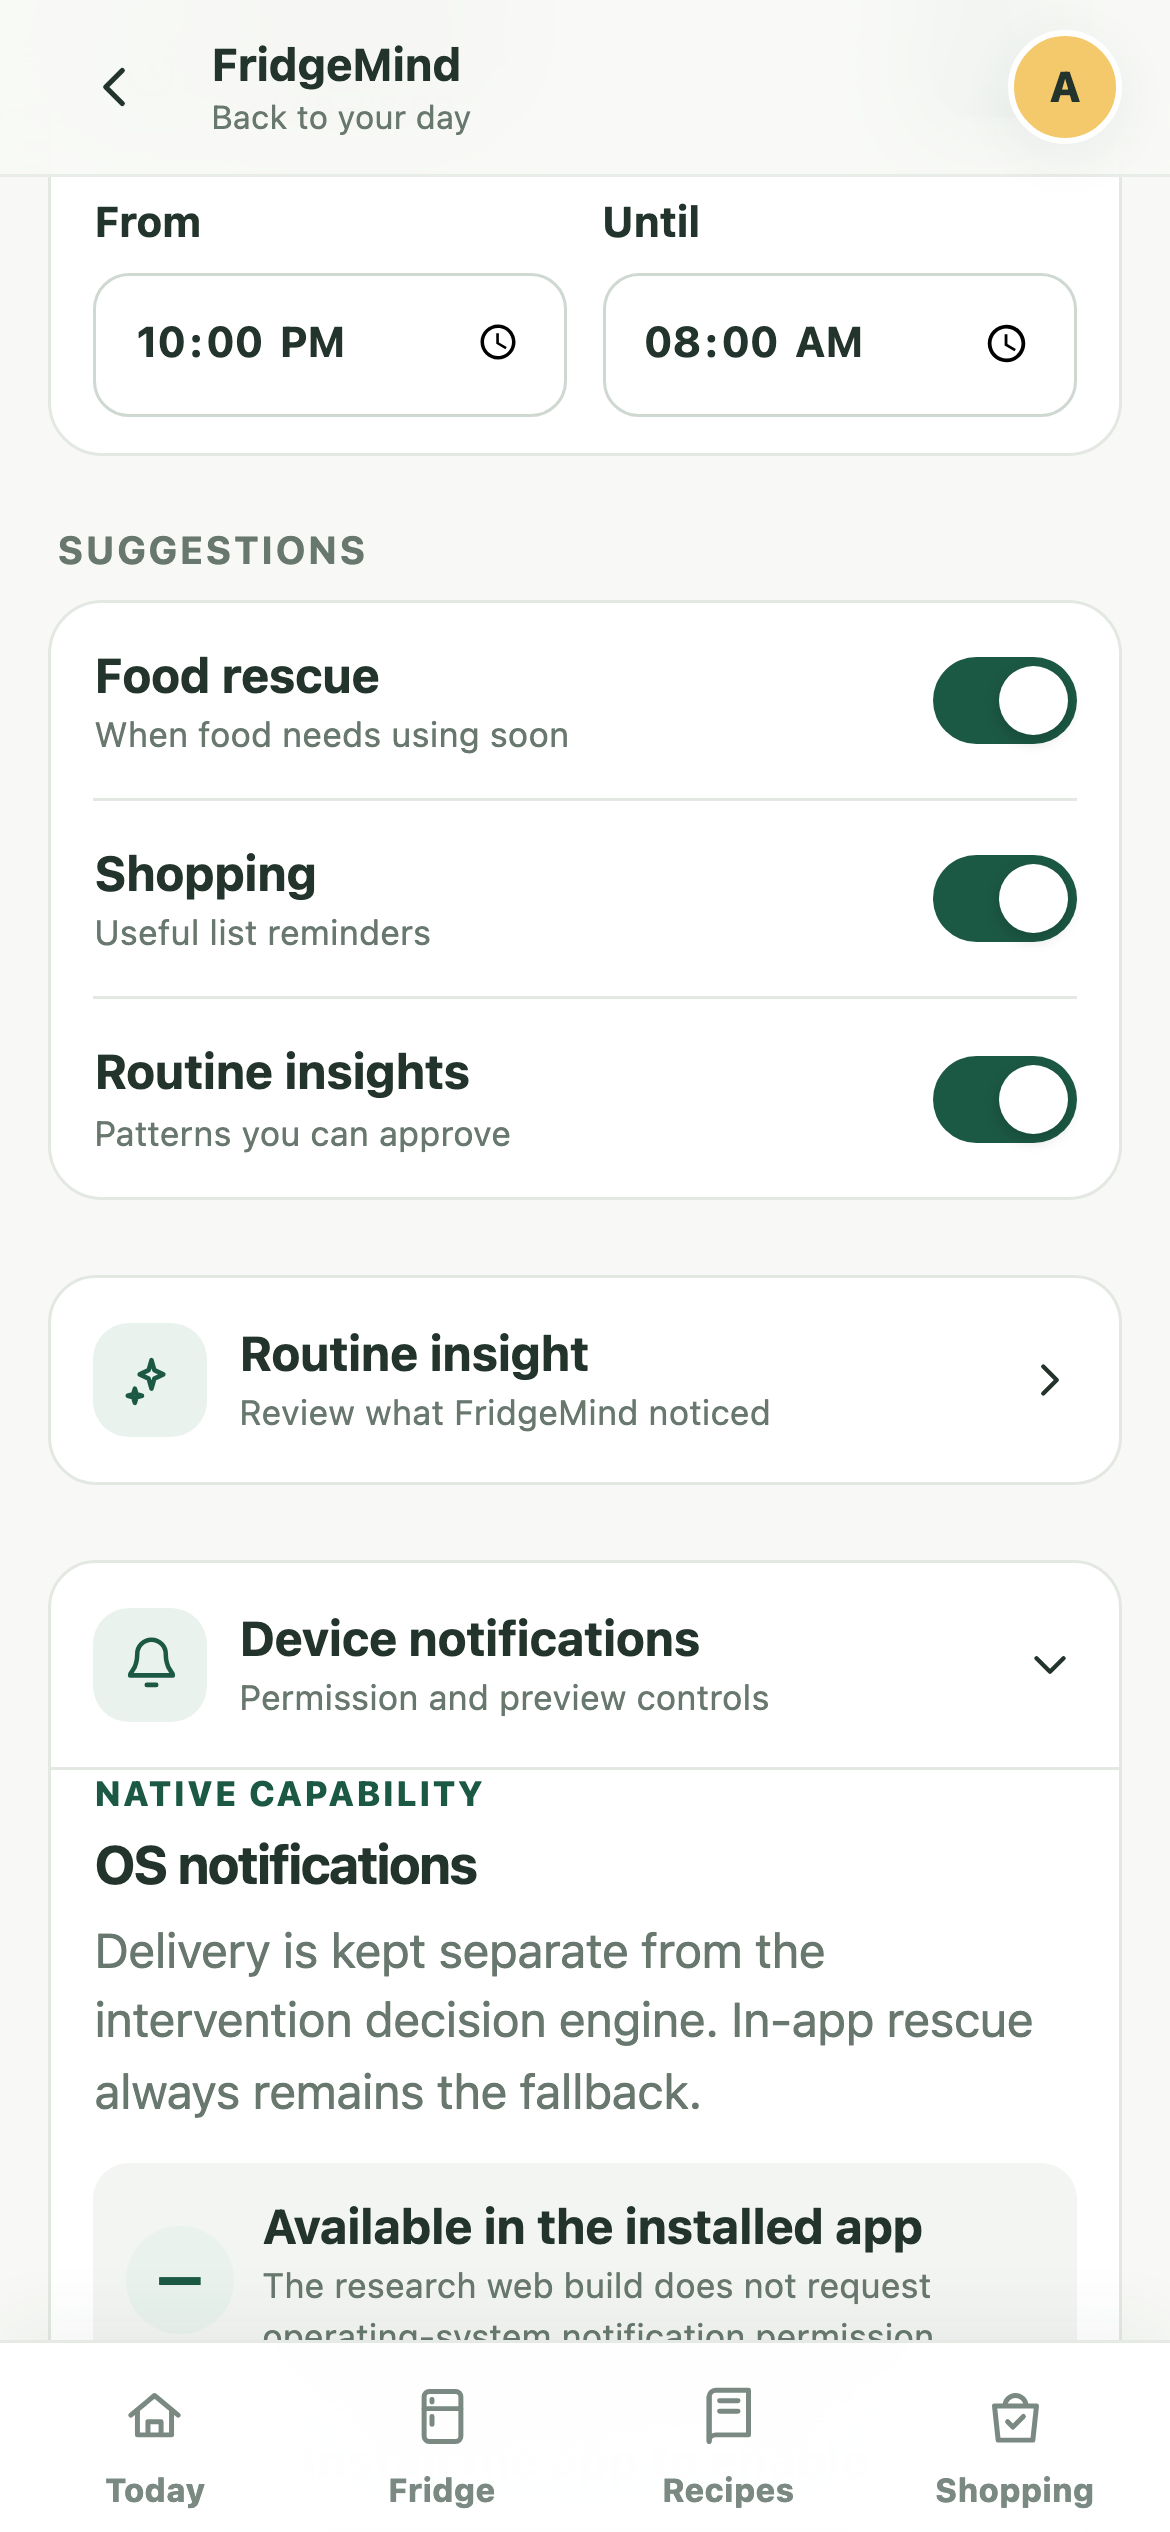 FridgeMind
Back to your day
A
From
Until
10:00 PM
08:00 AM
SUGGESTIONS
Food rescue
When food needs using soon
Shopping
Useful list reminders
Routine insights
Patterns you can approve
Routine insight
Review what FridgeMind noticed
Device notifications
Permission and preview controls
NATIVE CAPABILITY
OS notifications
Delivery is kept separate from the
intervention decision engine. In-app rescue
always remains the fallback.
Available in the installed app
The research web build does not request
operating-system notification permission
Today
Fridge
Recipes
Shopping